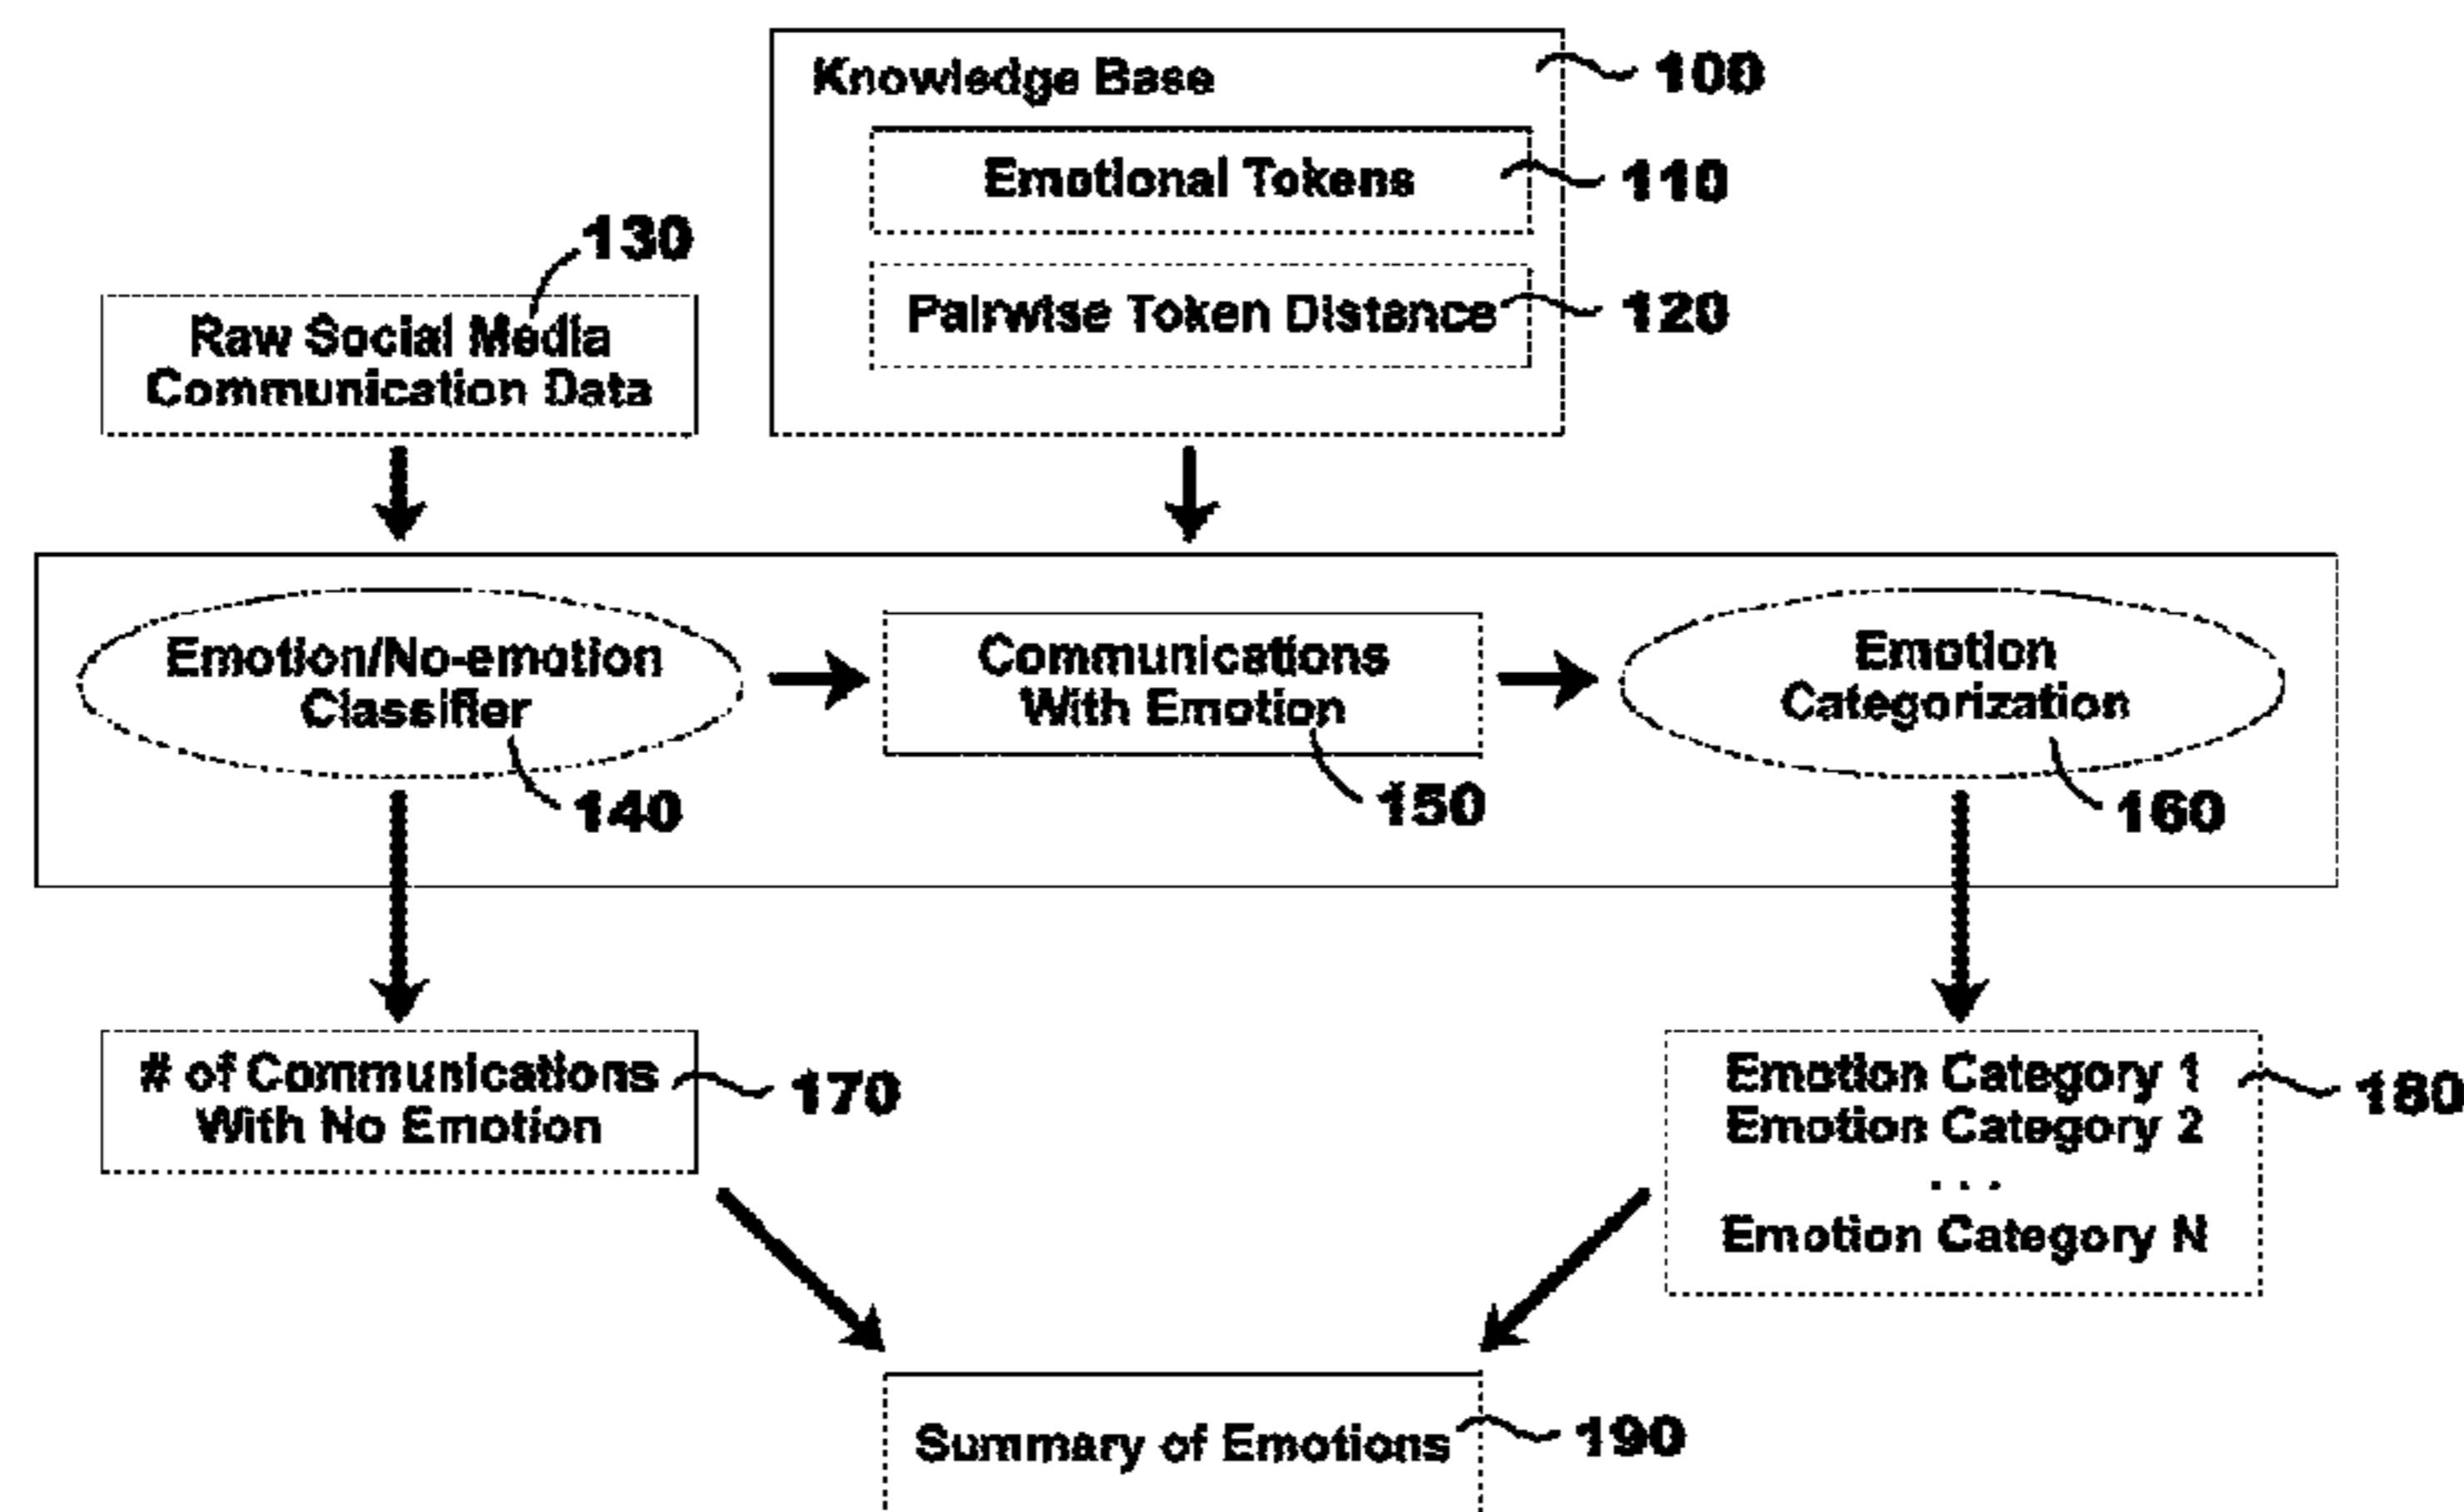 Knowledge Base
100
Emotional Tokens
110
Pairwise Token Distance
120
130
Raw Social Media
Communication Data
Emotion/No-emotion
Classifier
140
Communications
With Emotion
150
Emotion
Categorization
160
# of Communications
With No Emotion
170
Emotion Category 1
Emotion Category 2
. . .
Emotion Category N
180
Summary of Emotions
190